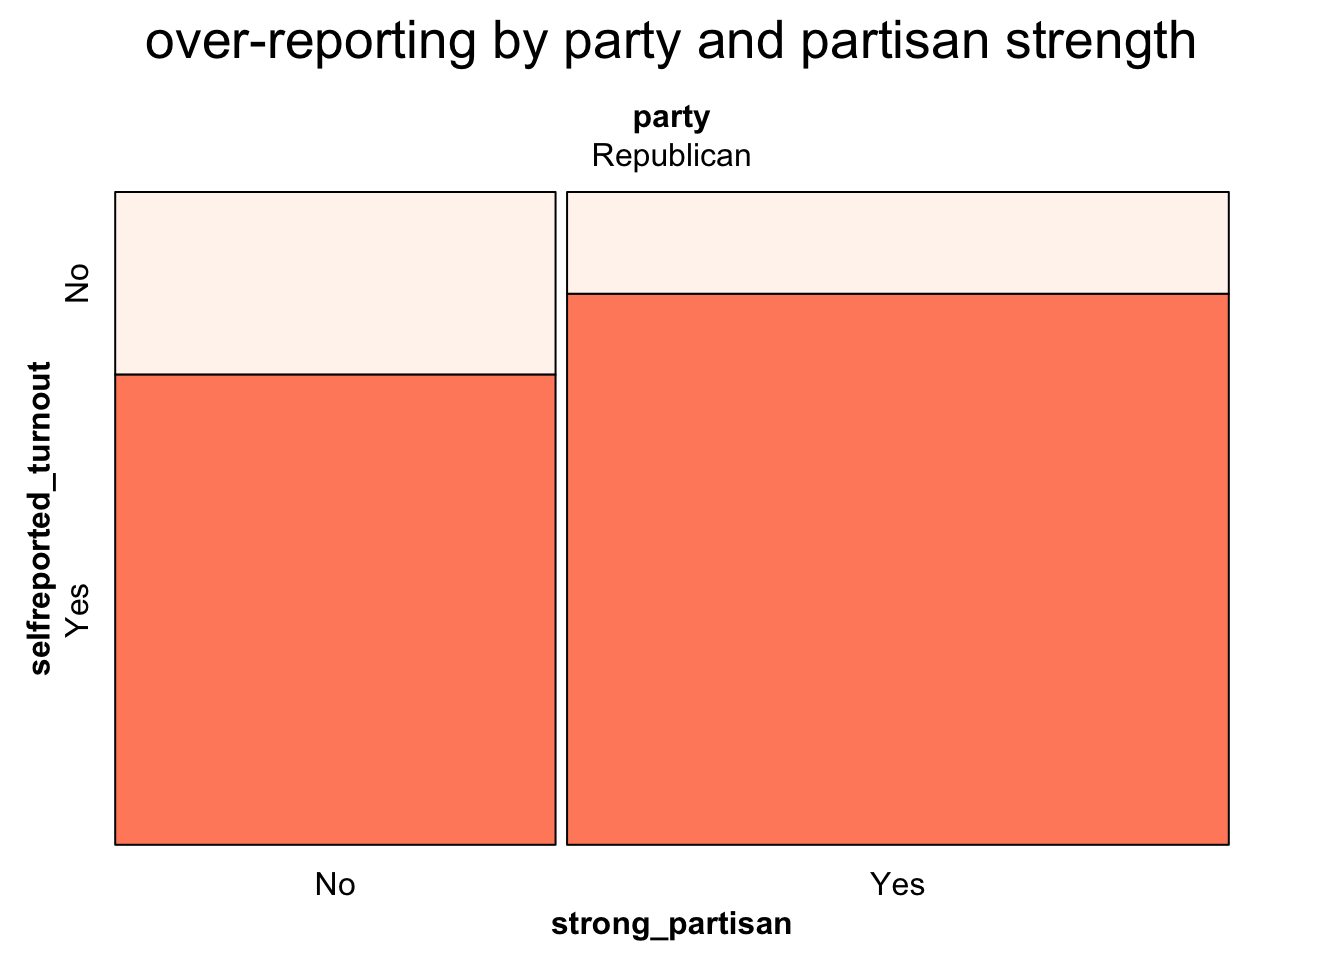 over-reporting by party and partisan strength
party
Republican
No
Yes
selfreported_turnout
No
Yes
strong_partisan